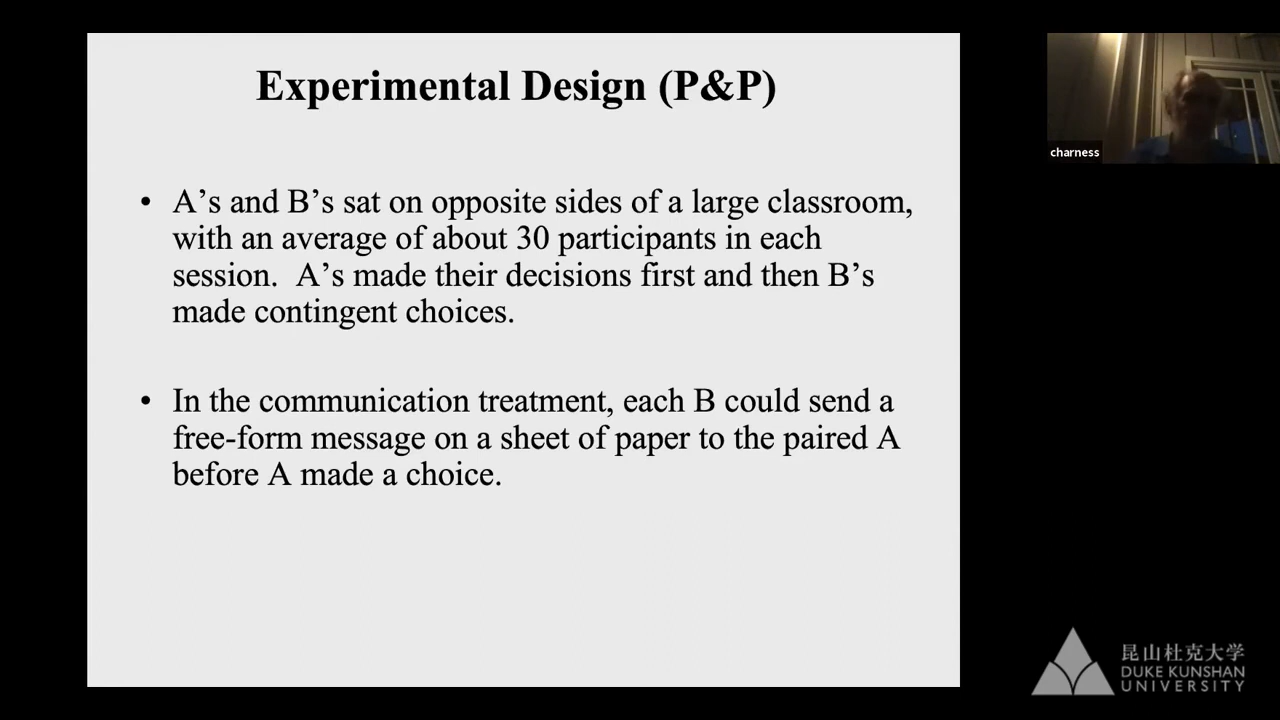 Experimental Design (P&P)
• A’s and B’s sat on opposite sides of a large classroom,
with an average of about 30 participants in each
session.  A’s made their decisions first and then B’s
made contingent choices.
• In the communication treatment, each B could send a
free-form message on a sheet of paper to the paired A
before A made a choice.
charness
昆山杜克大学
DUKE KUNSHAN
UNIVERSITY